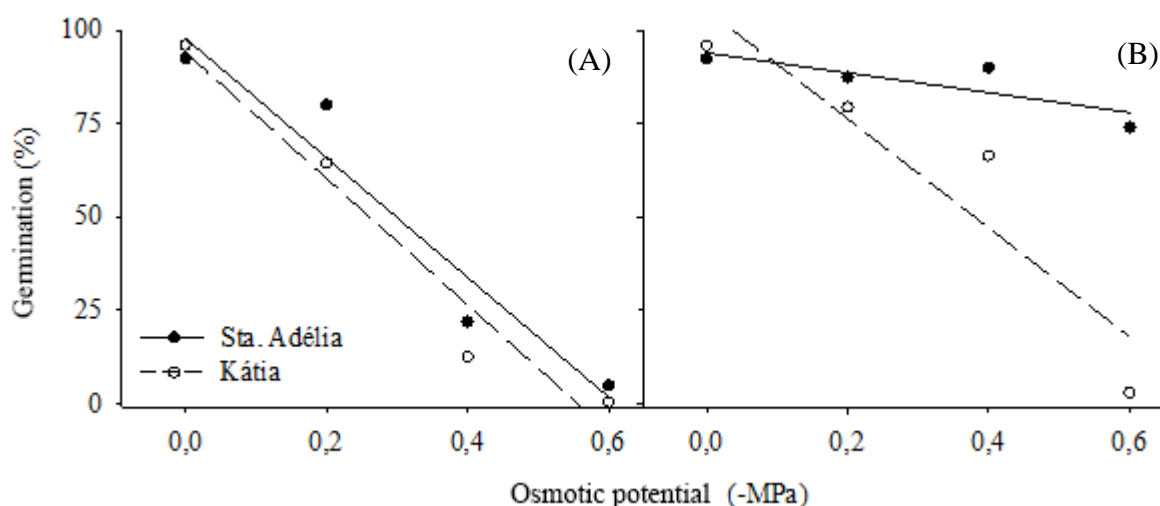 100
75
50
25
0
Germination (%)
(A)
(B)
Sta. Adélia
Kátia
0,0 0,2 0,4 0,6
0,0 0,2 0,4 0,6
Osmotic potential (-MPa)